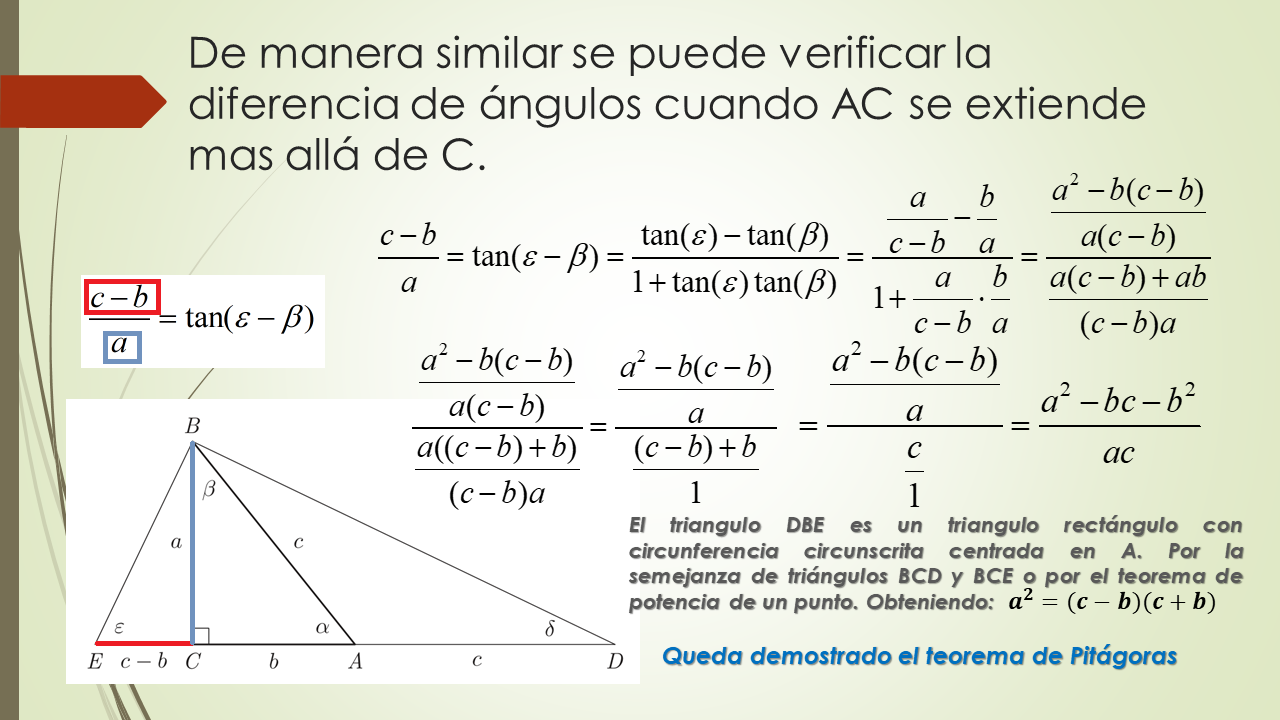 De manera similar se puede verificar la
diferencia de ángulos cuando AC se extiende
mas allá de C.
\frac{c-b}{a} = \tan(\varepsilon - \beta) = \frac{\tan(\varepsilon) - \tan(\beta)}{1 + \tan(\varepsilon)\tan(\beta)} = \frac{\frac{a}{c-b} - \frac{b}{a}}{1 + \frac{a}{c-b} \cdot \frac{b}{a}} = \frac{\frac{a^2 - b(c-b)}{a(c-b)}}{\frac{a(c-b) + ab}{(c-b)a}}
\frac{c-b}{a} = \tan(\varepsilon - \beta)
\frac{\frac{a^2 - b(c-b)}{a(c-b)}}{\frac{a((c-b)+b)}{(c-b)a}} = \frac{\frac{a^2 - b(c-b)}{a}}{\frac{(c-b)+b}{1}} = \frac{\frac{a^2 - b(c-b)}{a}}{\frac{c}{1}} = \frac{a^2 - bc - b^2}{ac}
B
β
a
c
ε
α
δ
E c − b C b A c D
El triangulo DBE es un triangulo rectángulo con
circunferencia circunscrita centrada en A. Por la
semejanza de triángulos BCD y BCE o por el teorema de
potencia de un punto. Obteniendo: a² = (c − b)(c + b)
Queda demostrado el teorema de Pitágoras